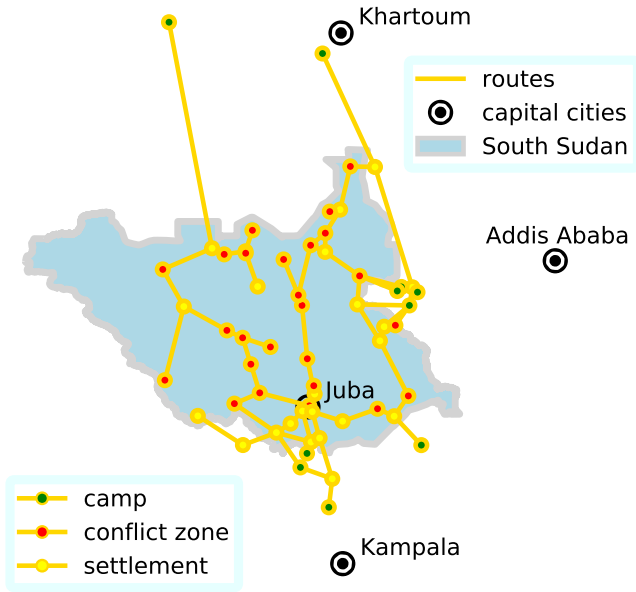 Khartoum
routes
capital cities
South Sudan
Addis Ababa
Juba
camp
conflict zone
settlement
Kampala